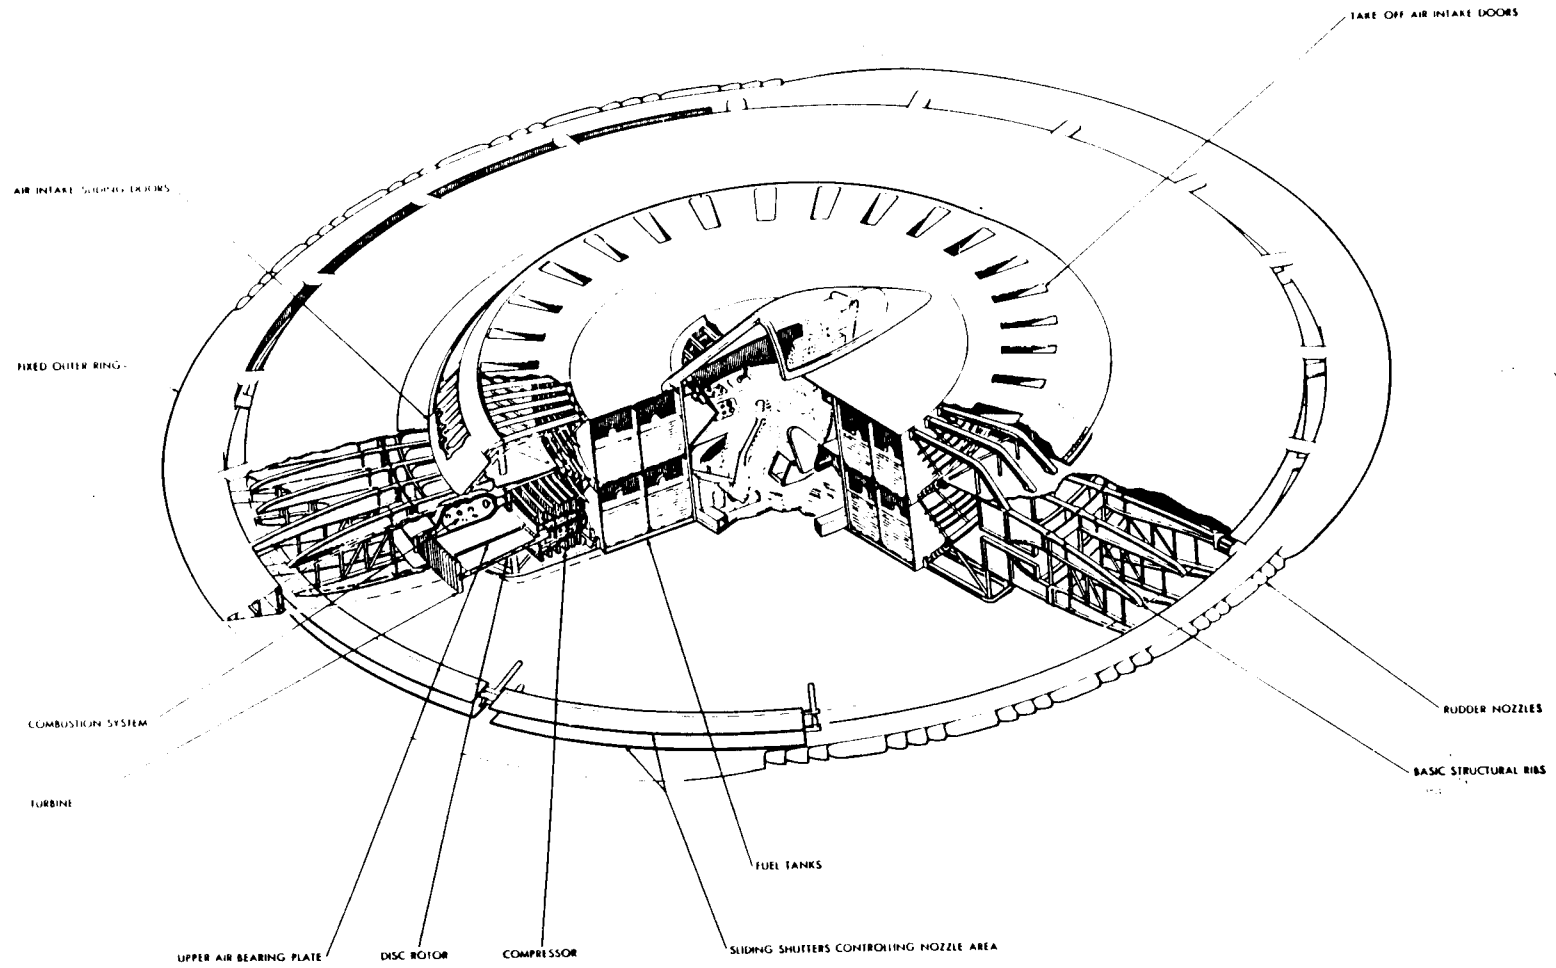 TAKE OFF AIR INTAKE DOORS
AIR INTAKE SLIDING DOORS
FIXED OUTER RING
COMBUSTION SYSTEM
TURBINE
RUDDER NOZZLES
BASIC STRUCTURAL RIBS
FUEL TANKS
SLIDING SHUTTERS CONTROLLING NOZZLE AREA
UPPER AIR BEARING PLATE
DISC ROTOR
COMPRESSOR